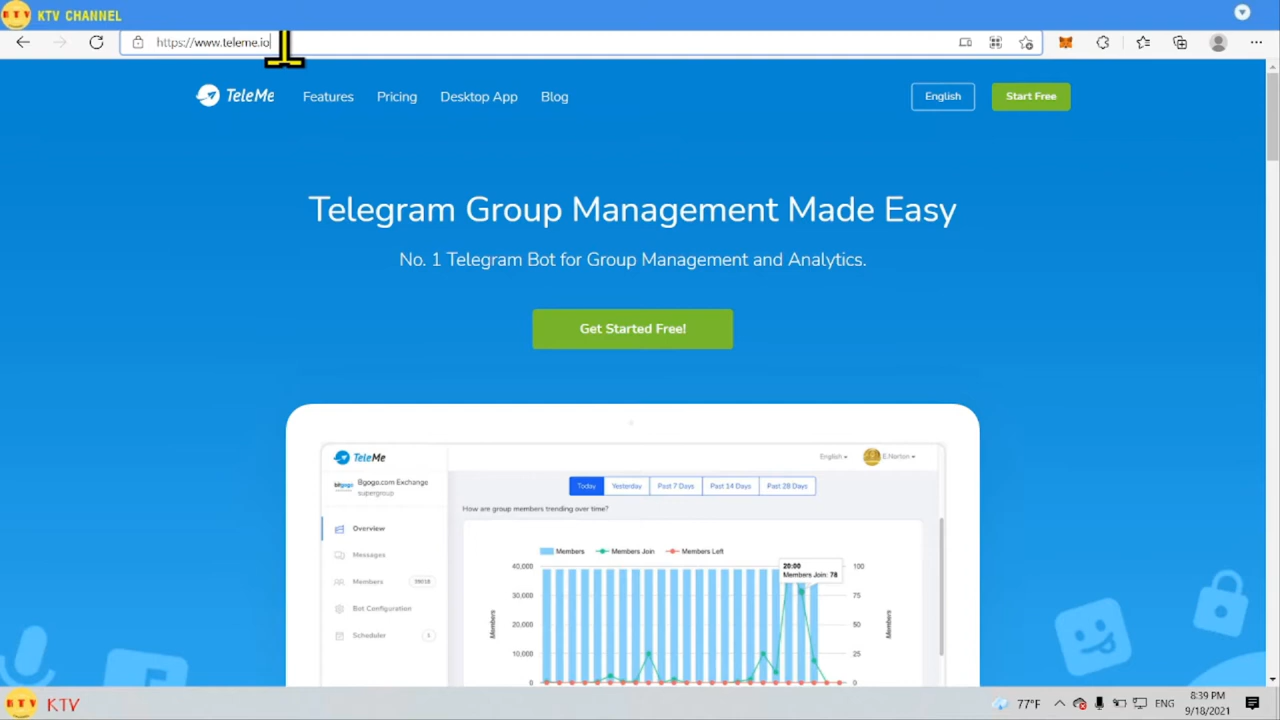 KTV KTV CHANNEL
https://www.teleme.io
TeleMe Features Pricing Desktop App Blog English Start Free
Telegram Group Management Made Easy
No. 1 Telegram Bot for Group Management and Analytics.
Get Started Free!
TeleMe English E.Norton
Bgogo.com Exchange
supergroup
Today Yesterday Past 7 Days Past 14 Days Past 28 Days
How are group members trending over time?
Overview
Messages
Members
Bot Configuration
Scheduler
Members Members Join Members Left
20:00
Members Join: 78
40,000 100
30,000 75
20,000 50
10,000 25
0 0
Members Members
KTV KTV
77°F ENG
8:39 PM
9/18/2021